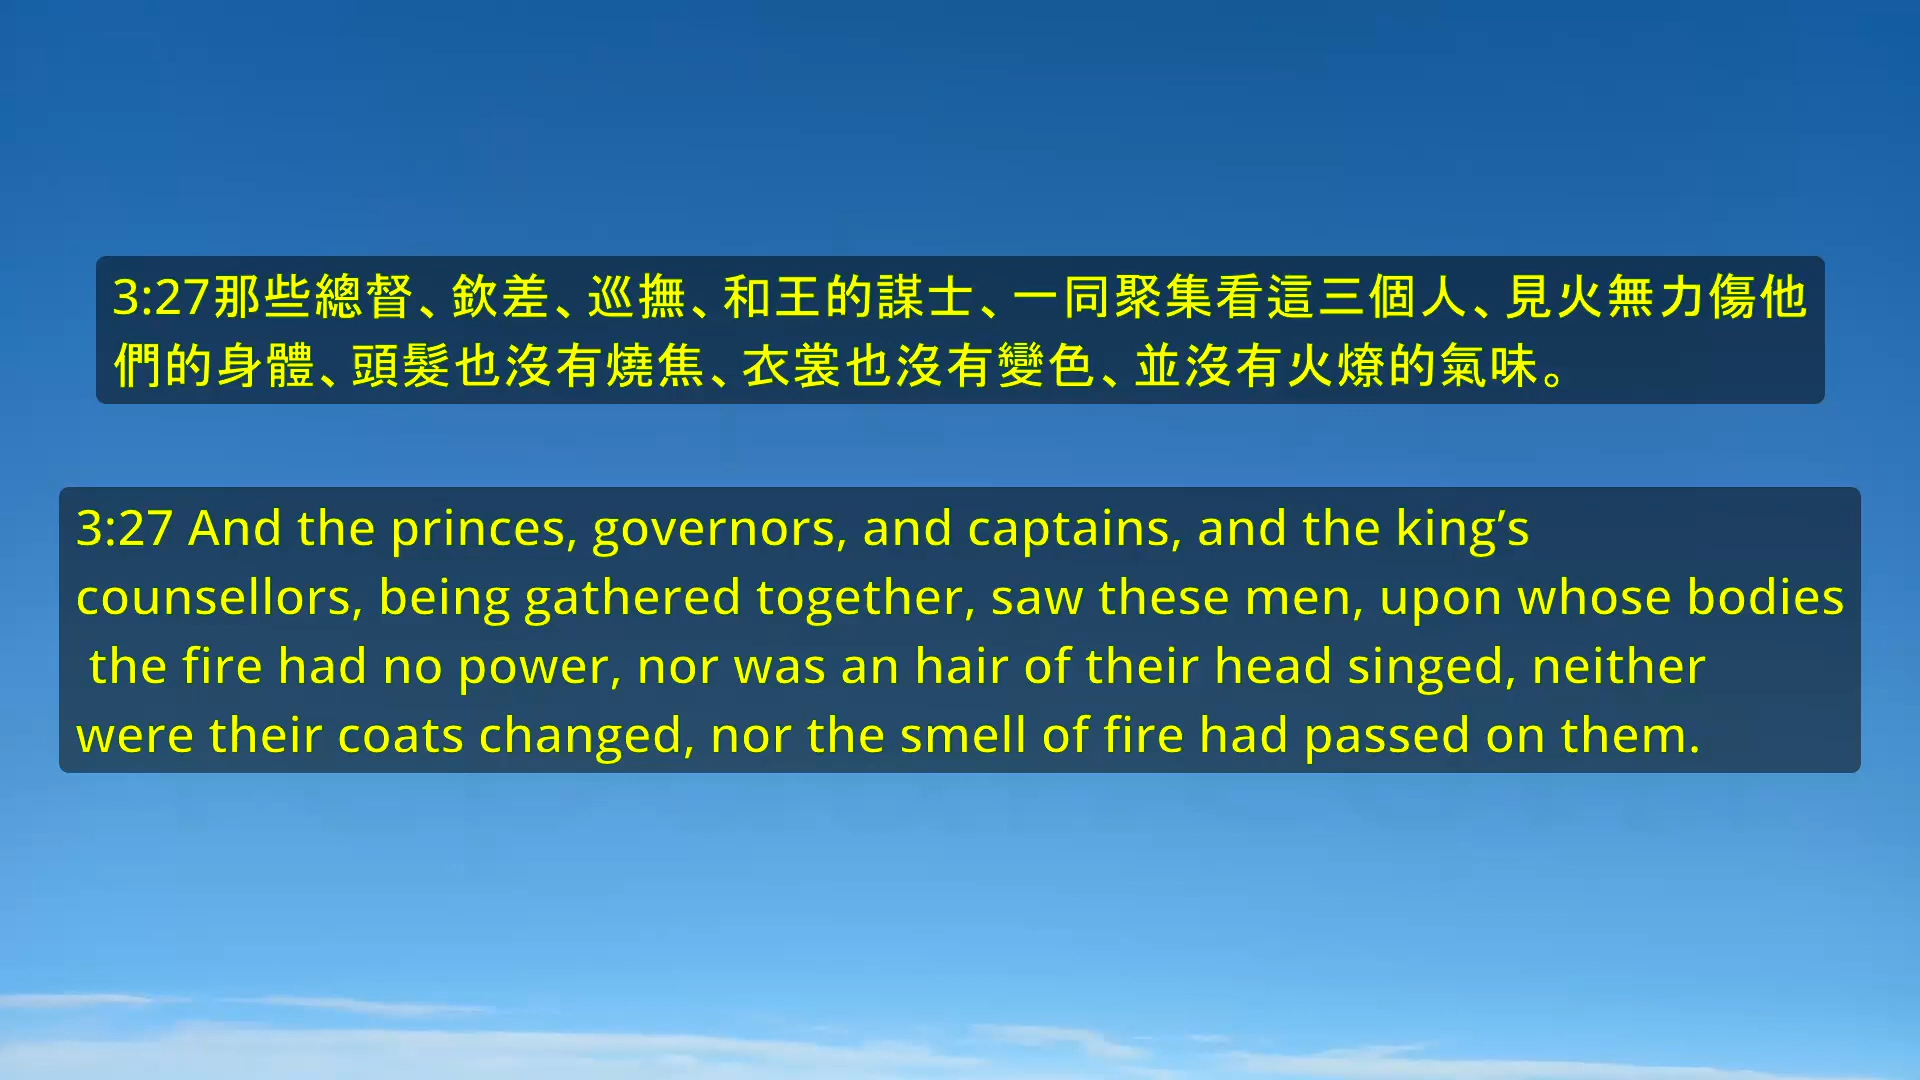 3:27那些總督、欽差、巡撫、和王的謀士、一同聚集看這三個人、見火無力傷他
們的身體、頭髮也沒有燒焦、衣裳也沒有變色、並沒有火燎的氣味。
3:27 And the princes, governors, and captains, and the king’s
counsellors, being gathered together, saw these men, upon whose bodies
the fire had no power, nor was an hair of their head singed, neither
were their coats changed, nor the smell of fire had passed on them.